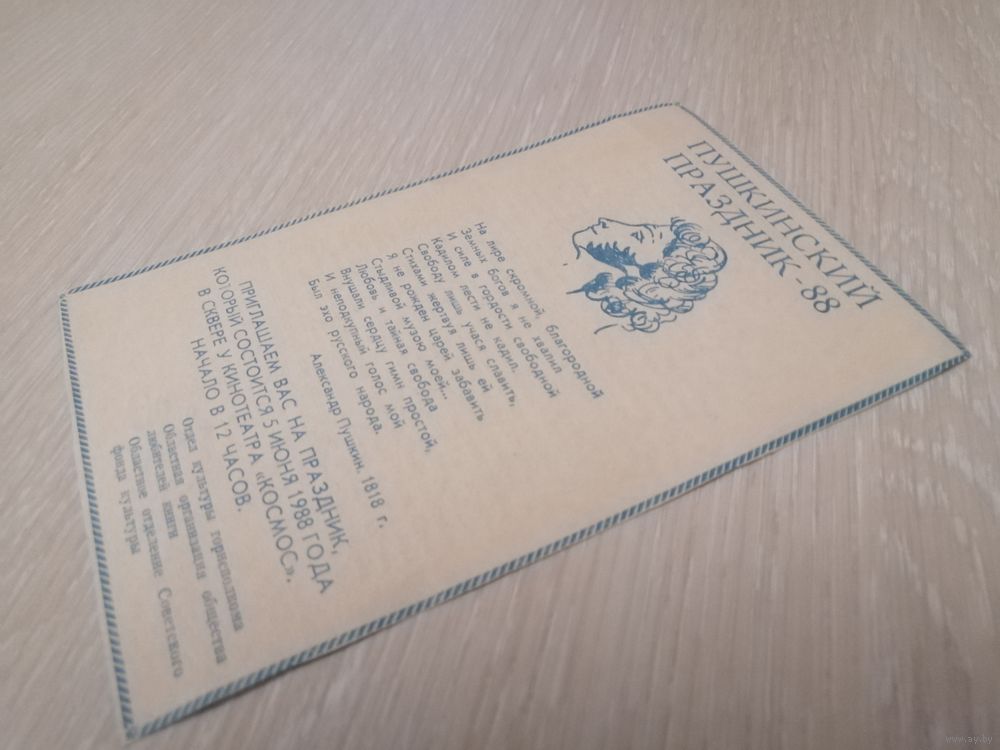 ПУШКИНСКИЙ
ПРАЗДНИК-88
На лире скромной, благородной
Земных богов я не хвалил
И силе в гордости свободной
Кадилом лести не кадил.
Свободу лишь учася славить,
Стихами жертвуя лишь ей
Я не рожден царей забавить
Стыдливой музою моей...
Любовь и тайная свобода
Внушали сердцу гимн простой,
И неподкупный голос мой
Был эхо русского народа.
Александр Пушкин, 1818 г.
ПРИГЛАШАЕМ ВАС НА ПРАЗДНИК,
КОТОРЫЙ СОСТОИТСЯ 5 ИЮНЯ 1988 ГОДА
В СКВЕРЕ У КИНОТЕАТРА «КОСМОС».
НАЧАЛО В 12 ЧАСОВ.
Отдел культуры горисполкома
Областная организация общества
любителей книги
Областное отделение Советского
фонда культуры
www.ay.by